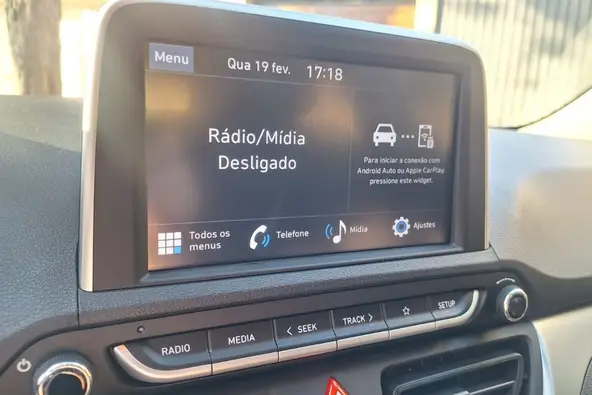 Menu
Qua 19 fev. 17:18
Rádio/Mídia
Desligado
Para iniciar a conexão com
Android Auto ou Apple CarPlay,
pressione este widget.
Todos os
menus
Telefone
Mídia
Ajustes
RADIO
MEDIA
< SEEK
TRACK >
SETUP